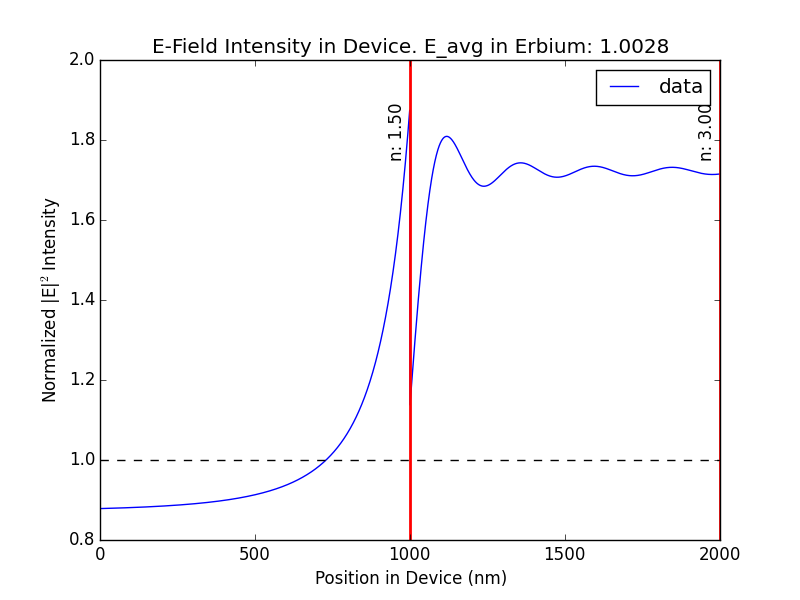 E-Field Intensity in Device. E_avg in Erbium: 1.0028
2.0
1.8
1.6
1.4
1.2
1.0
0.8
Normalized |E|² Intensity
n: 1.50
data
n: 3.00
0 500 1000 1500 2000
Position in Device (nm)